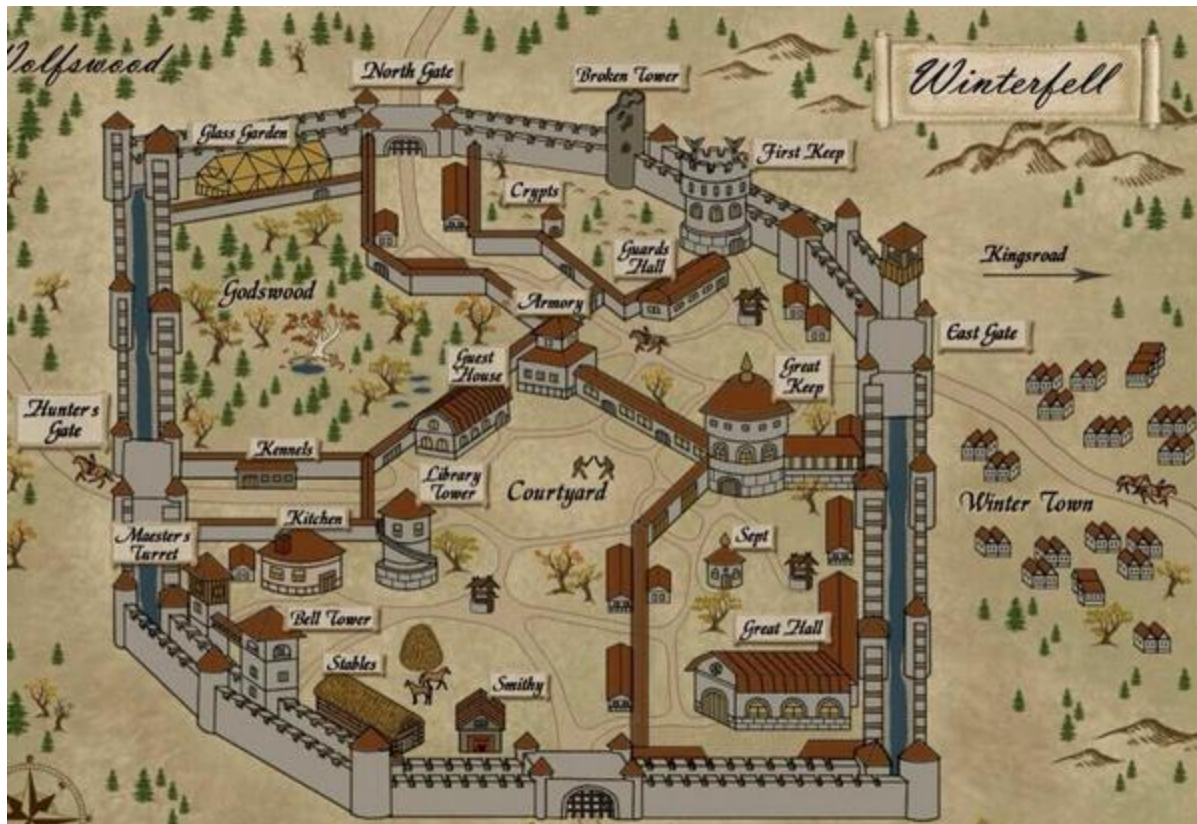 Wolfswood
North Gate
Broken Tower
Winterfell
Glass Garden
First Keep
Crypts
Guards
Hall
Kingsroad
Godswood
Armory
East Gate
Guest
House
Great
Keep
Hunter's
Gate
Kennels
Library
Tower
Courtyard
Winter Town
Kitchen
Maester's
Turret
Sept
Bell Tower
Great Hall
Stables
Smithy